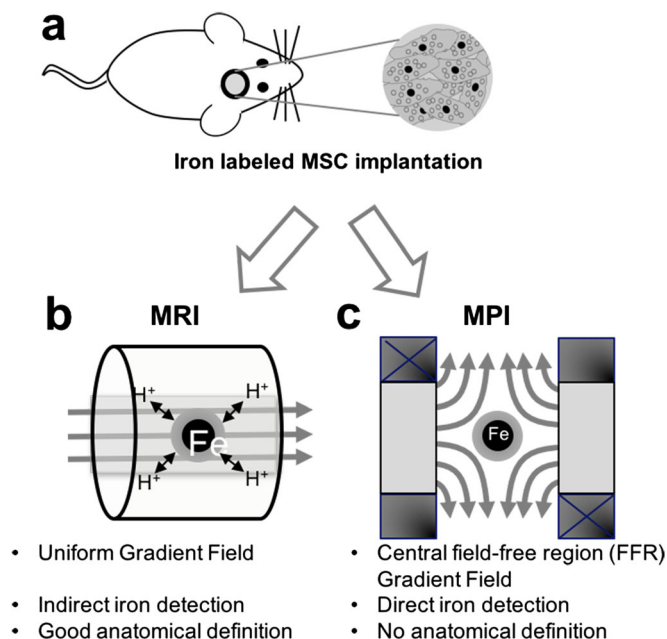 a
Iron labeled MSC implantation
b
MRI
H⁺
H⁺
Fe
H⁺
H⁺
• Uniform Gradient Field
• Indirect iron detection
• Good anatomical definition
c
MPI
Fe
• Central field-free region (FFR)
Gradient Field
• Direct iron detection
• No anatomical definition